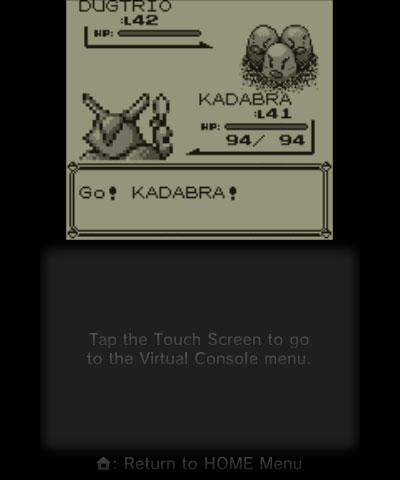 DUGTRIO
:L42
HP:
KADABRA
:L41
HP:
94/ 94
Go! KADABRA!
Tap the Touch Screen to go
to the Virtual Console menu.
: Return to HOME Menu